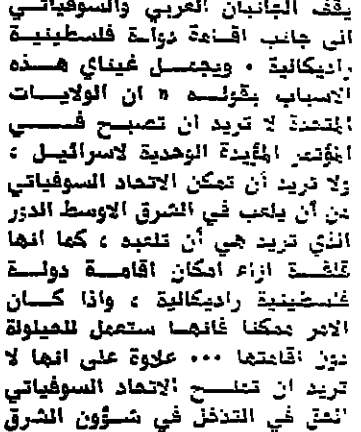 يقف الجانبان العربي والسوفياتي
الى جانب اقامة دولة فلسطينية
راديكالية . ويجمل غيناي هذه
الاسباب بقوله « ان الولايات
المتحدة لا تريد ان تصبح في
المؤتمر المؤيدة الوحيدة لاسرائيل ،
ولا تريد أن تمكن الاتحاد السوفياتي
من أن يلعب في الشرق الاوسط الدور
الذي تريد هي أن تلعبه ، كما انها
قلقة ازاء امكان اقامة دولة
فلسطينية راديكالية ، واذا كان
الامر ممكنا فانها ستعمل للحيلولة
دون اقامتها ... علاوة على انها لا
تريد ان تمنح الاتحاد السوفياتي
الحق في التدخل في شؤون الشرق